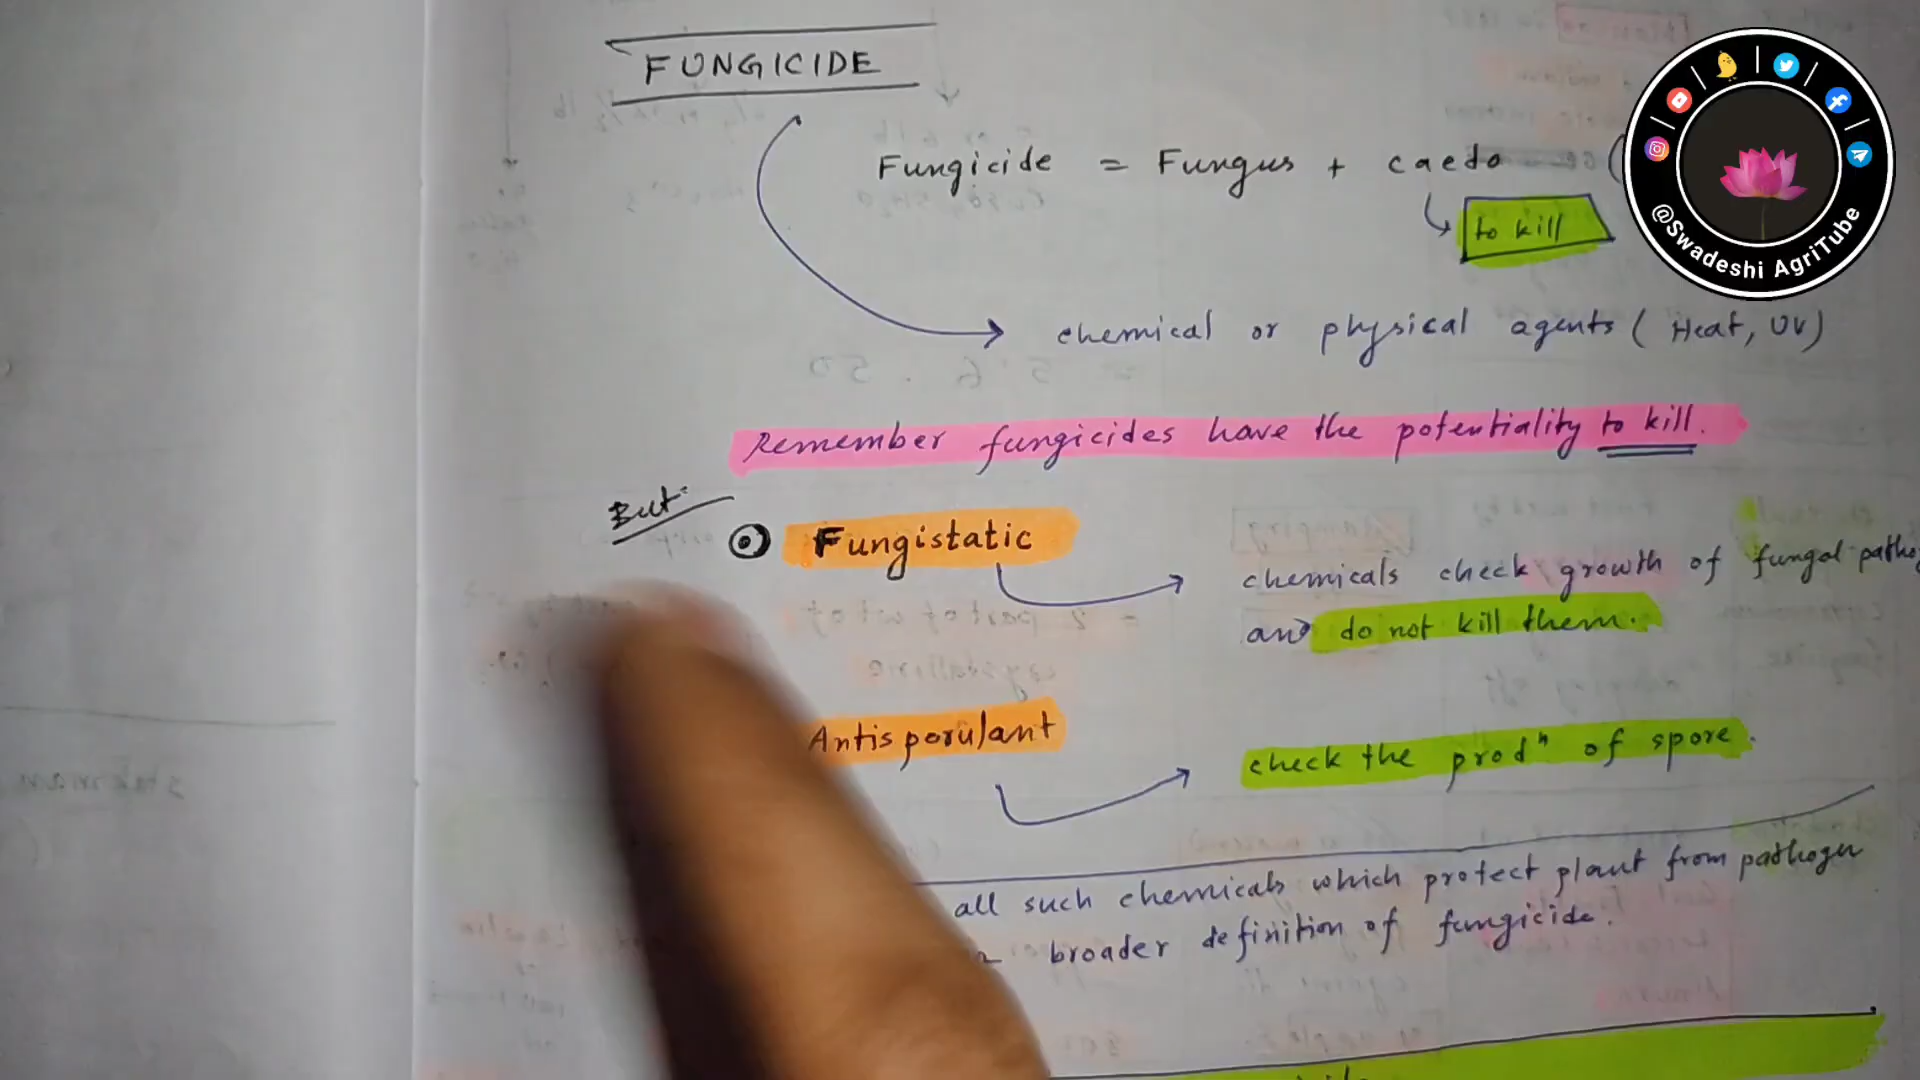 FUNGICIDE
Fungicide = Fungus + caedo (
to kill
chemical or physical agents (Heat, UV)
Remember fungicides have the potentiality to kill.
But
Fungistatic
chemicals check growth of fungal
and do not kill them.
Antisporulant
check the prodⁿ of spore.
all such chemicals which protect plant from pathogen
broader definition of fungicide.
@Swadeshi AgriTube